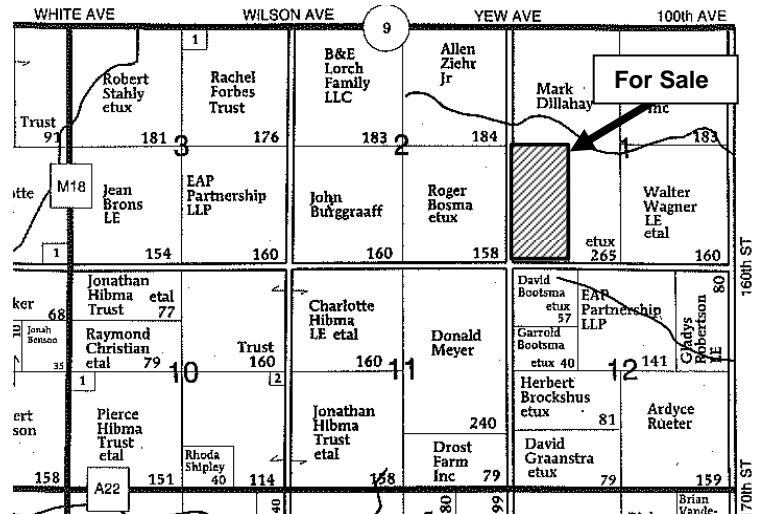 WHITE AVE
WILSON AVE
YEW AVE
100th AVE
9
1
Robert
Stahly
etux
181
Trust
91
Rachel
Forbes
Trust
176
3
B&E
Lorch
Family
LLC
183
2
Allen
Ziehr
Jr
184
Mark
Dillahay
For Sale
Inc
183
1
M18
otte
1
Jean
Brons
LE
154
EAP
Partnership
LLP
160
John
Burggraaff
160
Roger
Bosma
etux
158
etux
265
Walter
Wagner
LE
etal
160
160th ST
ker
68
Jonah
Benson
35
Jonathan
Hibma etal
Trust 77
Raymond
Christian
etal 79
1
10
Trust
160
2
Charlotte
Hibma
LE etal
160
11
Donald
Meyer
240
David
Bootsma
etux
57
Garrold
Bootsma
etux 40
EAP
Partnership
LLP
141
12
80
Gladys
Robertson
LE
ert
son
158
Pierce
Hibma
Trust
etal
151
A22
Rhoda
Shipley
40
114
Jonathan
Hibma
Trust
etal
158
Drost
Farm
Inc 79
Herbert
Brockshus
etux
81
David
Graanstra
etux
79
Ardyce
Rueter
159
70th ST
40
80
99
Brian
Vande-